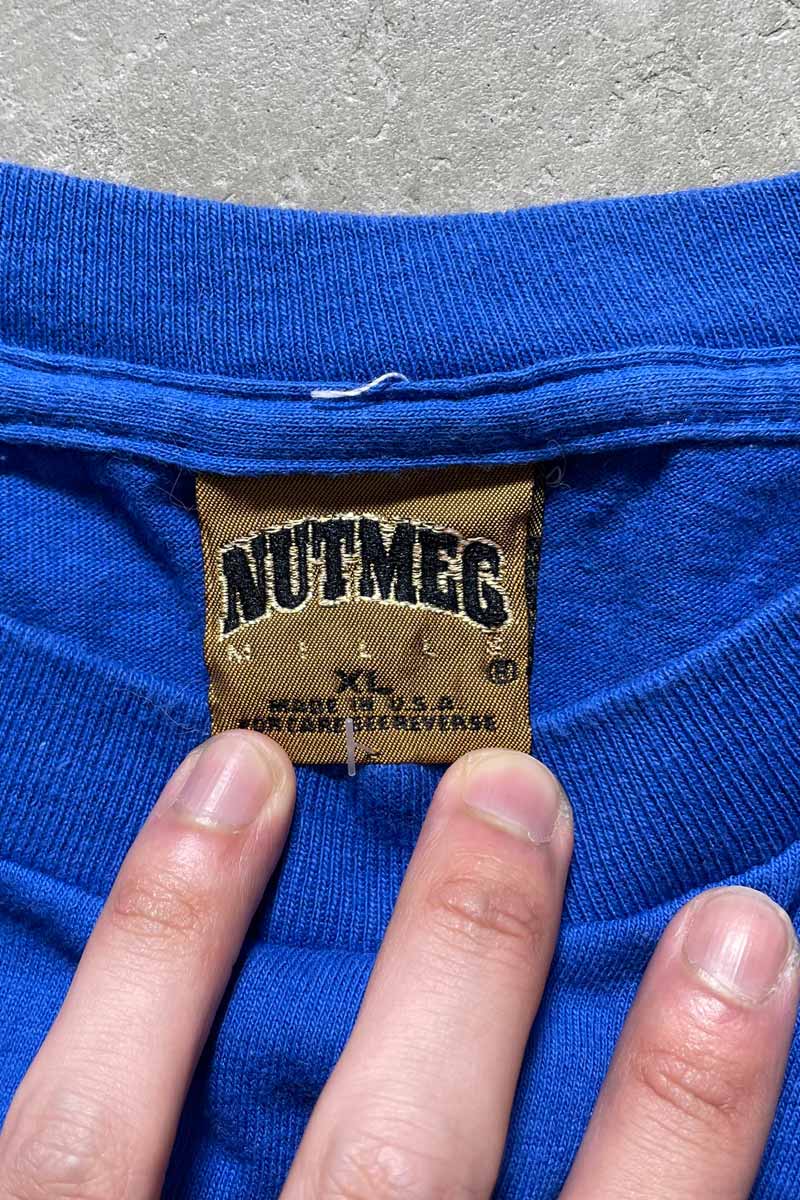 NUTMEG
MILLS
®
XL
MADE IN U.S.A.
FOR CARE SEE REVERSE